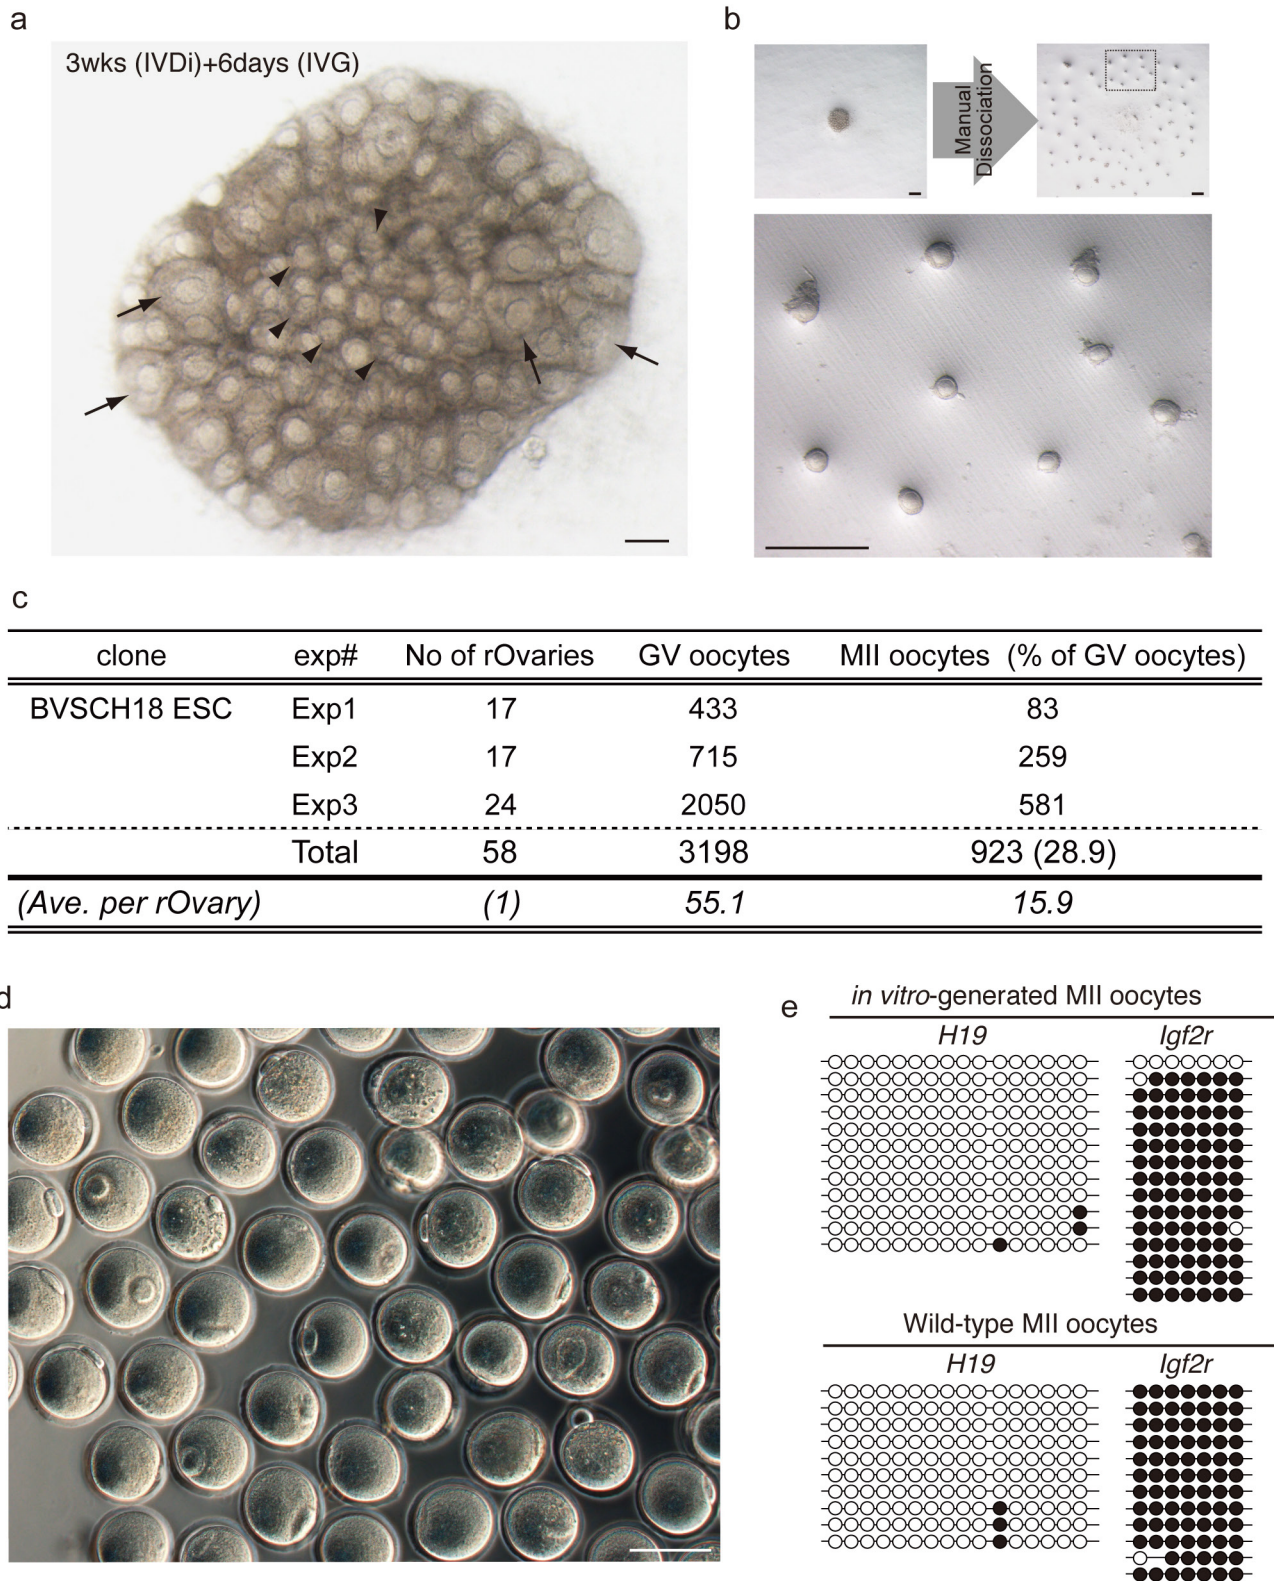 a
3wks (IVDi)+6days (IVG)
b
Manual
Dissociation
c
clone exp# No of rOvaries GV oocytes MII oocytes (% of GV oocytes)
BVSCH18 ESC Exp1 17 433 83
Exp2 17 715 259
Exp3 24 2050 581
Total 58 3198 923 (28.9)
(Ave. per rOvary) (1) 55.1 15.9
d
e
in vitro-generated MII oocytes
H19 Igf2r
Wild-type MII oocytes
H19 Igf2r